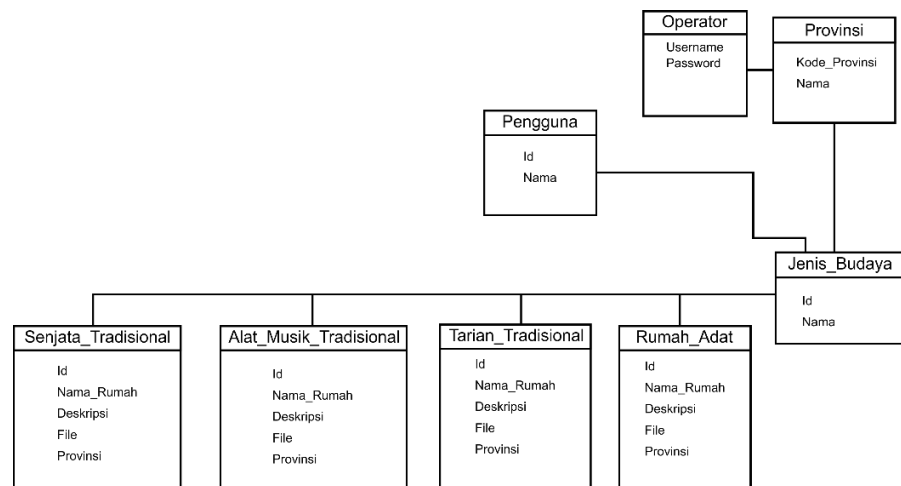 Operator
Username
Password
Provinsi
Kode_Provinsi
Nama
Pengguna
Id
Nama
Jenis_Budaya
Id
Nama
Senjata_Tradisional
Id
Nama_Rumah
Deskripsi
File
Provinsi
Alat_Musik_Tradisional
Id
Nama_Rumah
Deskripsi
File
Provinsi
Tarian_Tradisional
Id
Nama_Rumah
Deskripsi
File
Provinsi
Rumah_Adat
Id
Nama_Rumah
Deskripsi
File
Provinsi